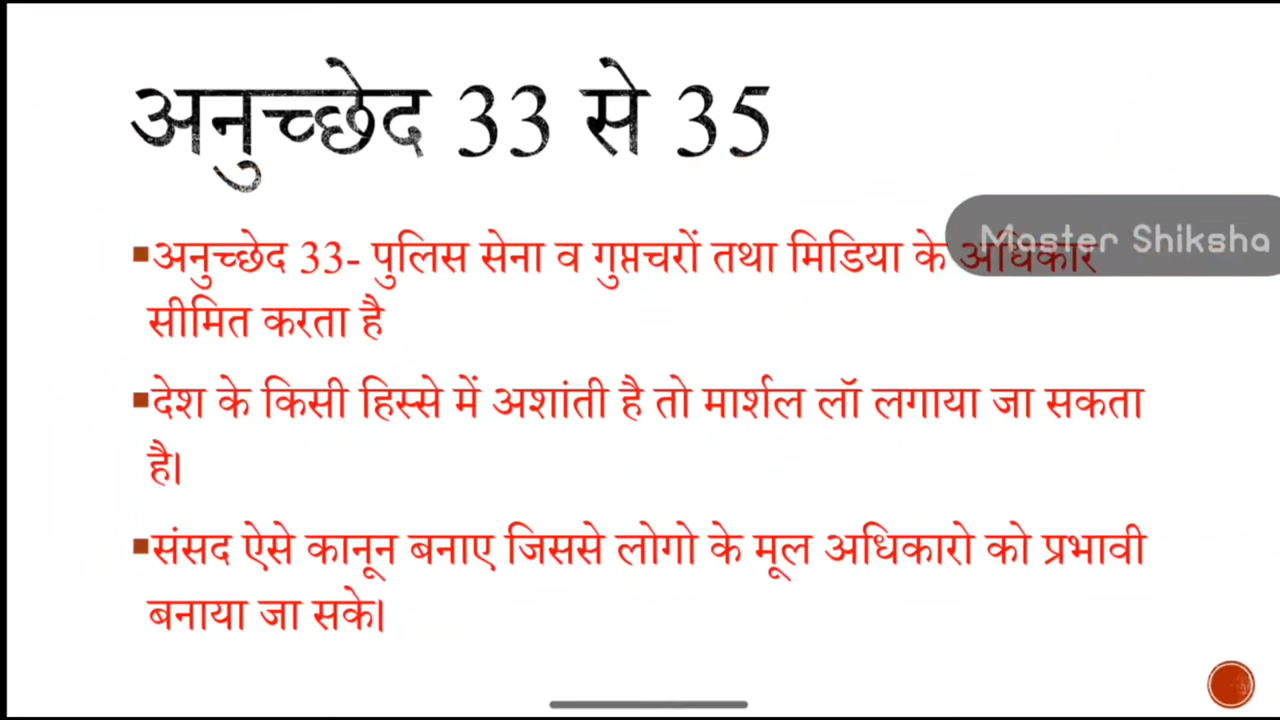 अनुच्छेद 33 से 35
▪अनुच्छेद 33- पुलिस सेना व गुप्तचरों तथा मिडिया के अधिकार
Master Shiksha
सीमित करता है
▪देश के किसी हिस्से में अशांती है तो मार्शल लॉ लगाया जा सकता
है।
▪संसद ऐसे कानून बनाए जिससे लोगो के मूल अधिकारो को प्रभावी
बनाया जा सके।